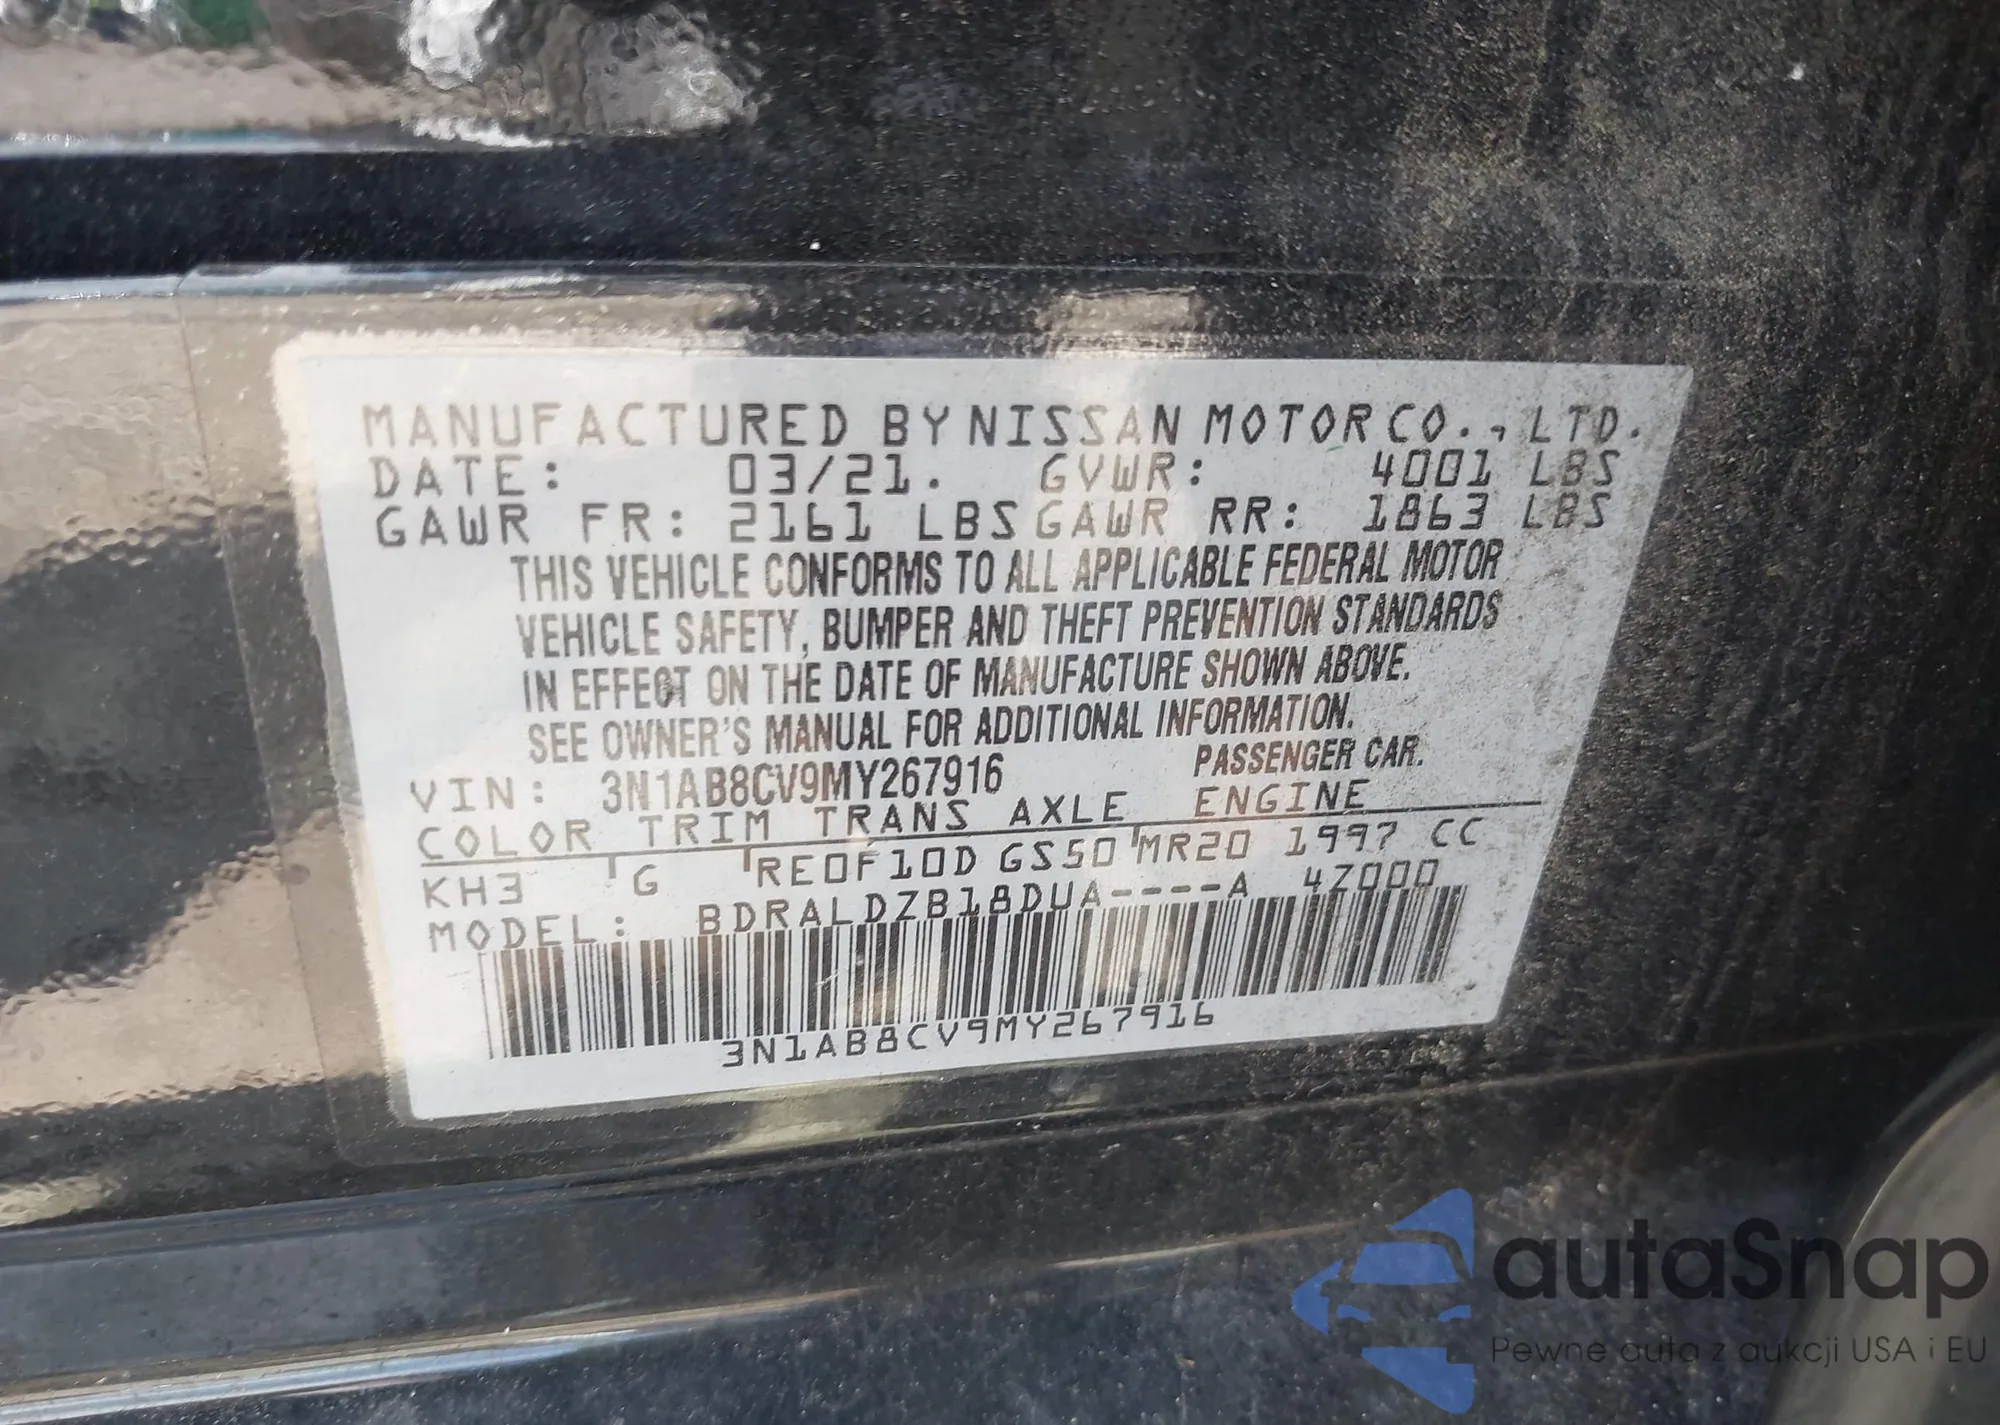 MANUFACTURED BY NISSAN MOTOR CO., LTD.
DATE: 03/21. GVWR: 4001 LBS
GAWR FR: 2161 LBS GAWR RR: 1863 LBS
THIS VEHICLE CONFORMS TO ALL APPLICABLE FEDERAL MOTOR
VEHICLE SAFETY, BUMPER AND THEFT PREVENTION STANDARDS
IN EFFECT ON THE DATE OF MANUFACTURE SHOWN ABOVE.
SEE OWNER'S MANUAL FOR ADDITIONAL INFORMATION.
VIN: 3N1AB8CV9MY267916 PASSENGER CAR.
COLOR TRIM TRANS AXLE ENGINE
KH3 G RE0F10D GS50 MR20 1997 CC
MODEL: BDRALDZB18DUA----A 4Z000
3N1AB8CV9MY267916
autaSnap
Pewne auta z aukcji USA i EU